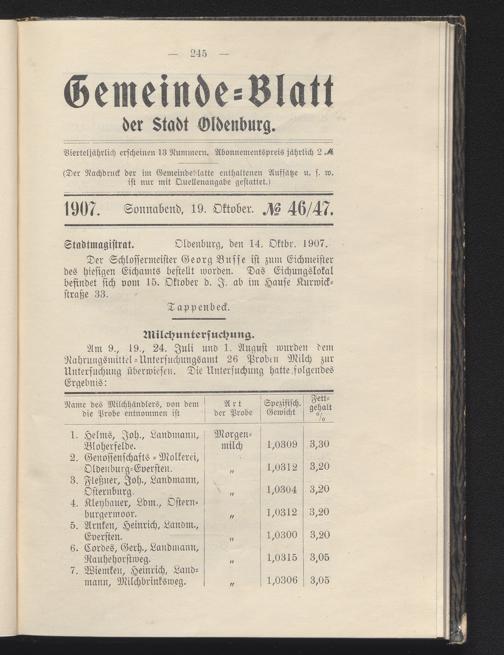 — 245 —
Gemeinde-Blatt
der Stadt Oldenburg.
Vierteljährlich erscheinen 13 Nummern. Abonnementspreis jährlich 2 ℳ
(Der Nachdruck der im Gemeindeblatte enthaltenen Aufsätze u. s. w.
ist nur mit Quellenangabe gestattet.)
1907. Sonnabend, 19. Oktober. № 46/47.
Stadtmagistrat. Oldenburg, den 14. Oktbr. 1907.
Der Schlossermeister Georg Busse ist zum Eichmeister
des hiesigen Eichamts bestellt worden. Das Eichungslokal
befindet sich vom 15. Oktober d. J. ab im Hause Kurwick-
straße 33.
Tappenbeck.
Milchuntersuchung.
Am 9., 19., 24. Juli und 1. August wurden dem
Nahrungsmittel-Untersuchungsamt 26 Proben Milch zur
Untersuchung überwiesen. Die Untersuchung hatte folgendes
Ergebnis:
Name des Milchhändlers, von dem die Probe entnommen ist | Art der Probe | Spezifisch. Gewicht | Fett-gehalt %
1. Helms, Joh., Landmann, Morgen-
Bloherfelde. milch 1,0309 3,30
2. Genossenschafts-Molkerei,
Oldenburg-Eversten. „ 1,0312 3,20
3. Fleßner, Joh., Landmann,
Osternburg. „ 1,0304 3,20
4. Kleyhauer, Ldm., Ostern-
burgermoor. „ 1,0312 3,20
5. Arnken, Heinrich, Landm.,
Eversten. „ 1,0300 3,20
6. Cordes, Gerh., Landmann,
Rauhehorstweg. „ 1,0315 3,05
7. Wiemken, Heinrich, Land-
mann, Milchbrinksweg. „ 1,0306 3,05